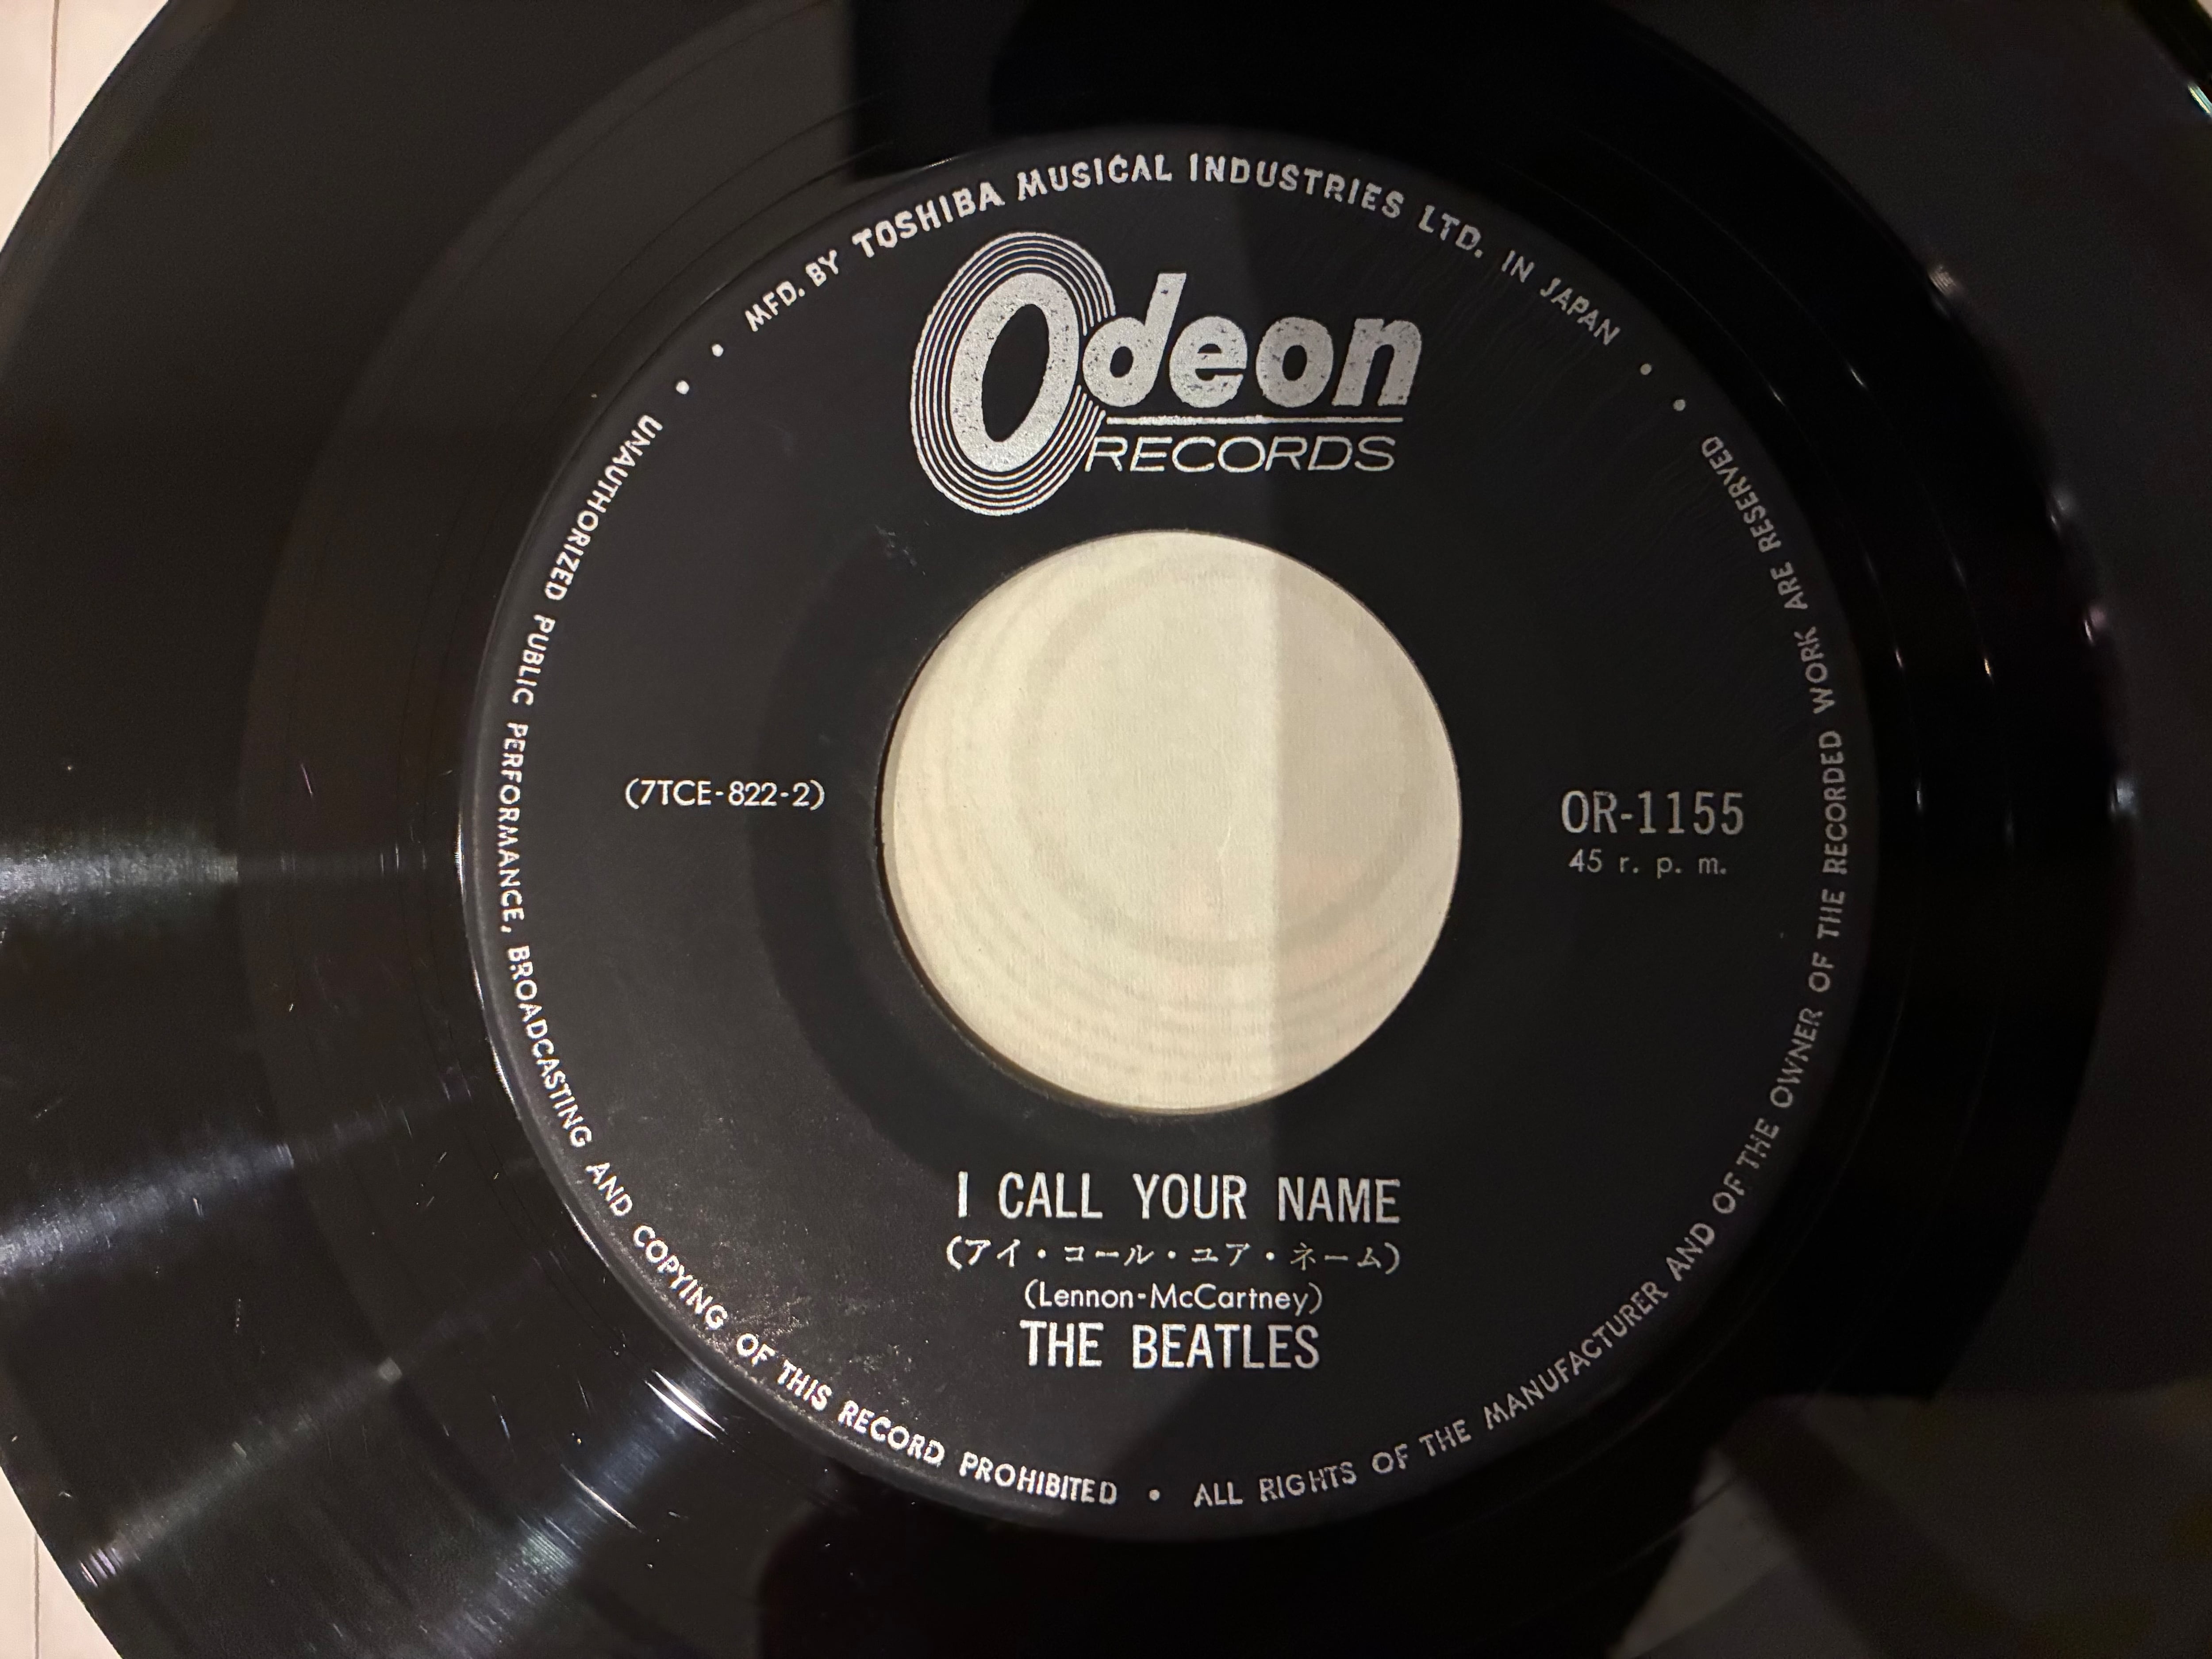 MFD. BY TOSHIBA MUSICAL INDUSTRIES LTD. IN JAPAN
Odeon
RECORDS
(7TCE-822-2)
OR-1155
45 r. p. m.
I CALL YOUR NAME
(アイ・コール・ユア・ネーム)
(Lennon-McCartney)
THE BEATLES
UNAUTHORIZED PUBLIC PERFORMANCE, BROADCASTING AND COPYING OF THIS RECORD PROHIBITED • ALL RIGHTS OF THE MANUFACTURER AND OF THE OWNER OF THE RECORDED WORK ARE RESERVED